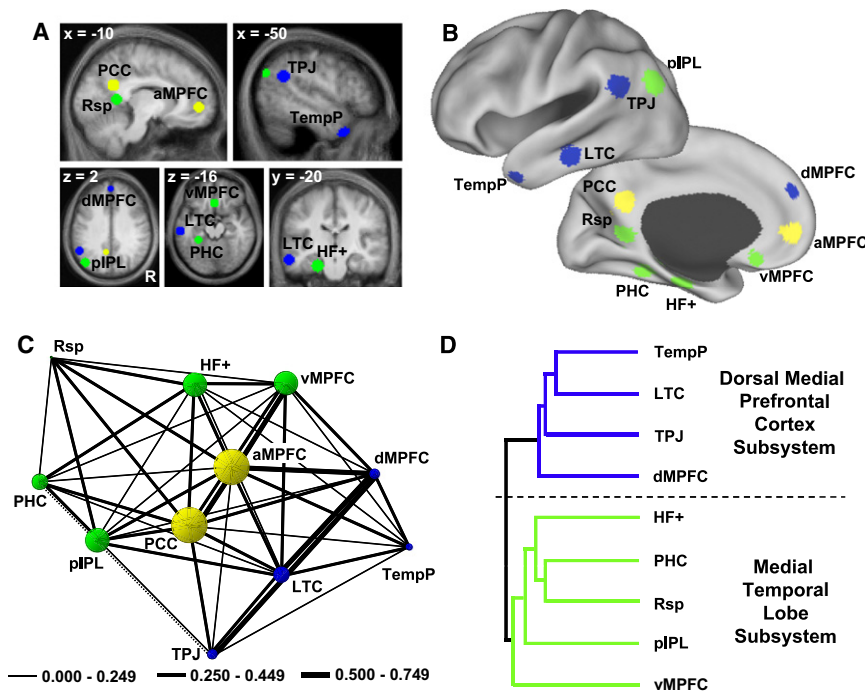 A
x = -10
PCC
Rsp
aMPFC
x = -50
TPJ
TempP
z = 2
dMPFC
pIPL
R
z = -16
vMPFC
LTC
PHC
y = -20
LTC
HF+
B
pIPL
TPJ
LTC
TempP
dMPFC
PCC
Rsp
aMPFC
vMPFC
PHC
HF+
C
Rsp
HF+
vMPFC
aMPFC
dMPFC
PHC
pIPL
PCC
TempP
LTC
TPJ
0.000 - 0.249
0.250 - 0.449
0.500 - 0.749
D
TempP
LTC
TPJ
dMPFC
Dorsal Medial
Prefrontal
Cortex
Subsystem
HF+
PHC
Rsp
pIPL
vMPFC
Medial
Temporal
Lobe
Subsystem